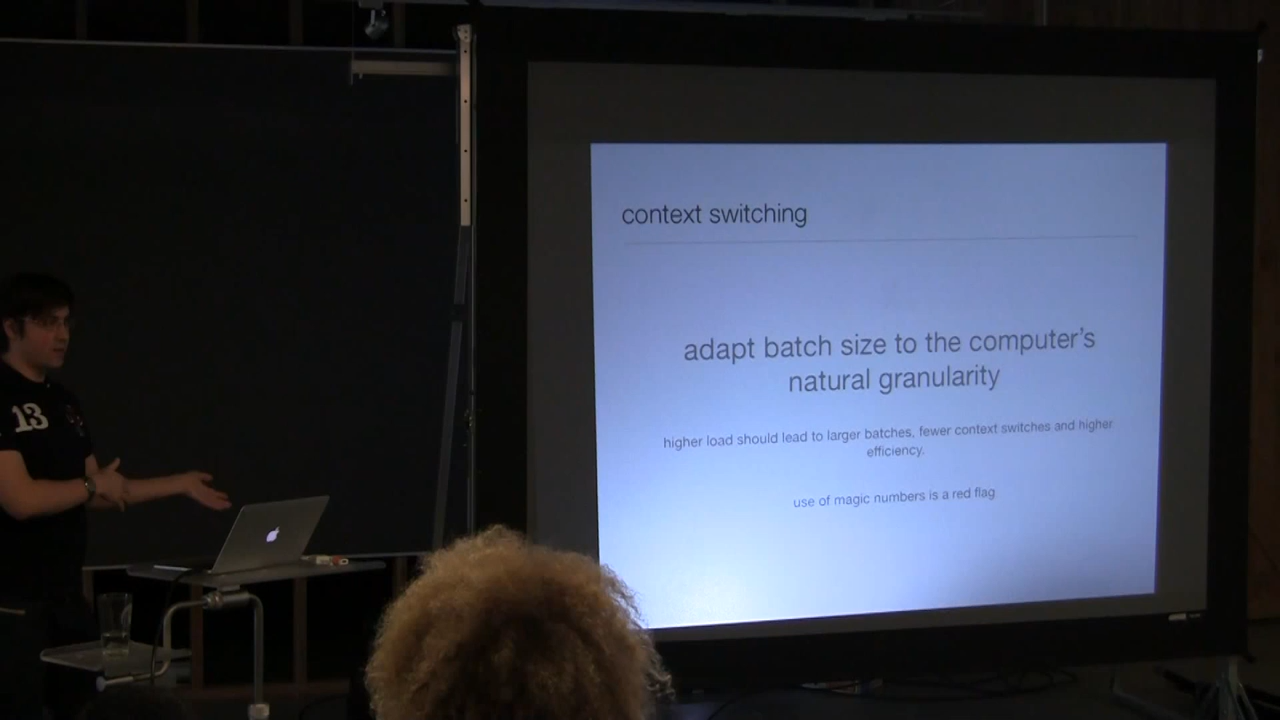 context switching
adapt batch size to the computer's
natural granularity
higher load should lead to larger batches, fewer context switches and higher
efficiency.
use of magic numbers is a red flag
13